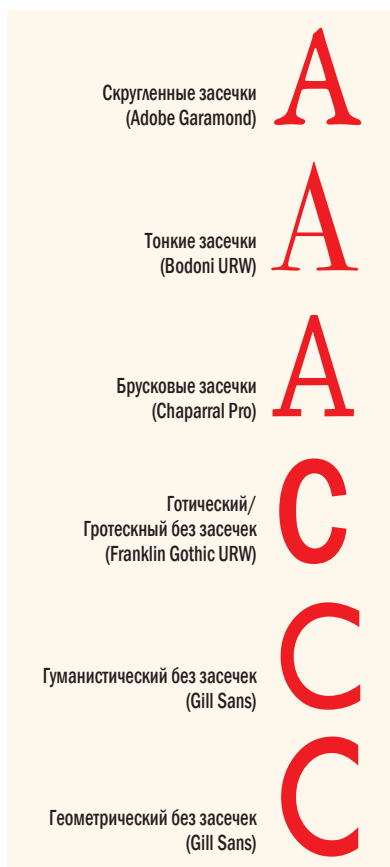 Скругленные засечки
(Adobe Garamond)
A
Тонкие засечки
(Bodoni URW)
A
Брусковые засечки
(Chaparral Pro)
A
Готический/
Гротескный без засечек
(Franklin Gothic URW)
C
Гуманистический без засечек
(Gill Sans)
C
Геометрический без засечек
(Gill Sans)
C